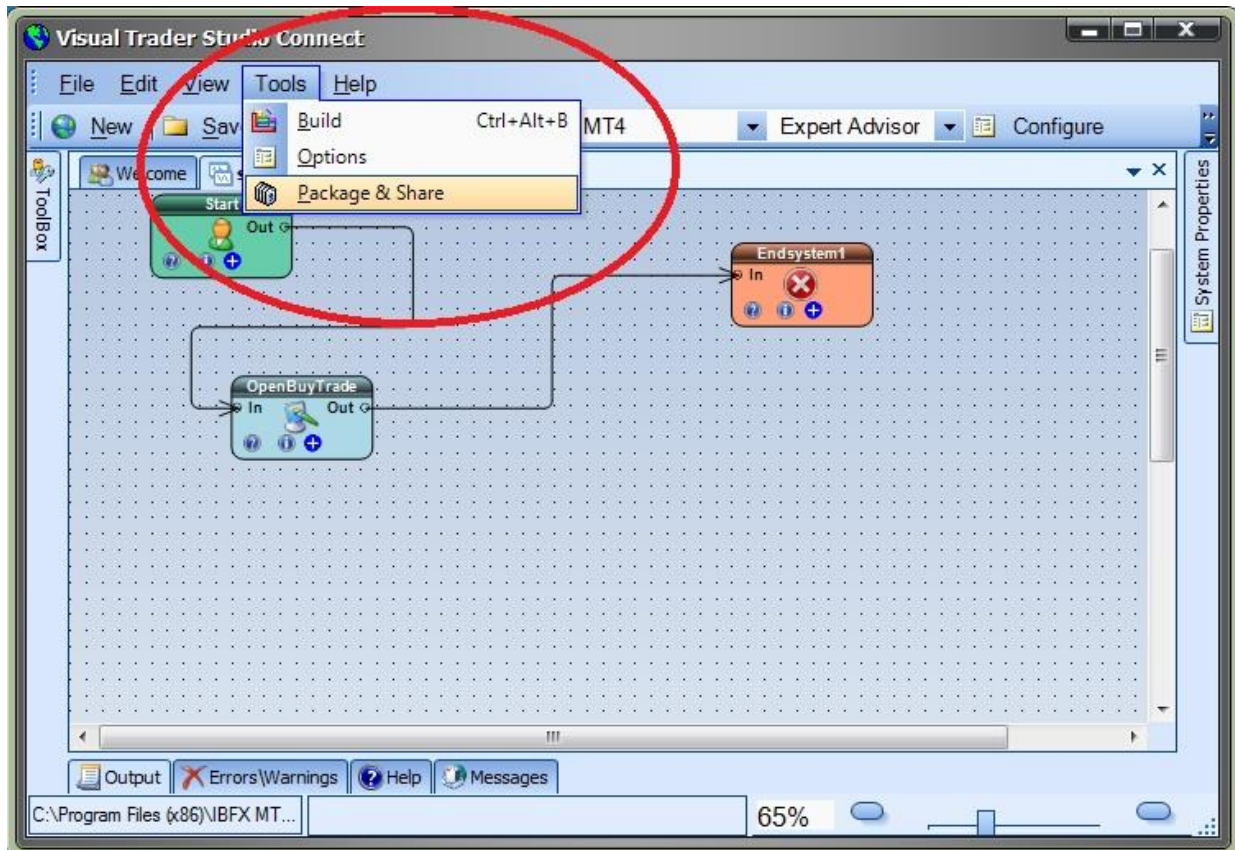 Visual Trader Studio Connect
File Edit View Tools Help
New Sav MT4 Expert Advisor Configure
Build Ctrl+Alt+B
Options
Package & Share
Welcome s
ToolBox
System Properties
Start
Out
Endsystem1
In
OpenBuyTrade
In Out
Output Errors\Warnings Help Messages
C:\Program Files (x86)\IBFX MT... 65%